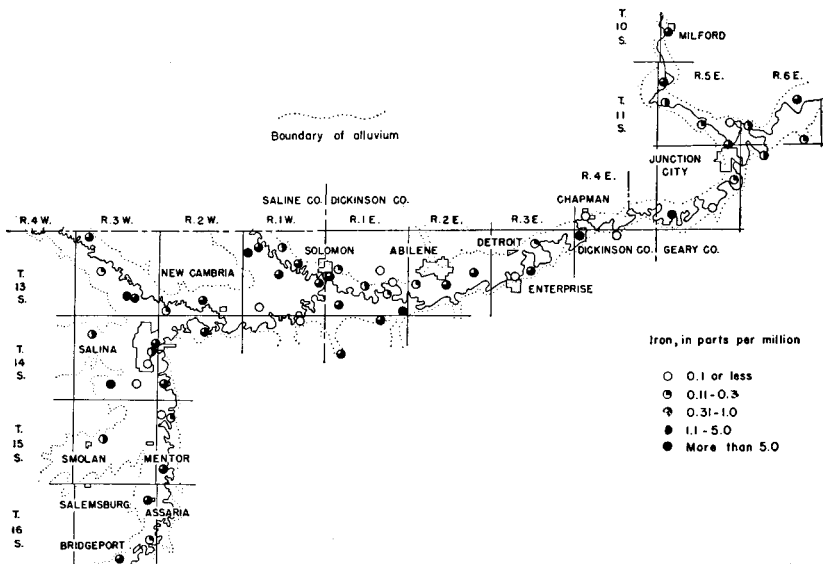 T.
10
S.
MILFORD
R.5 E.
R.6 E.
T.
11
S.
Boundary of alluvium
JUNCTION
CITY
R.4 E.
SALINE CO. DICKINSON CO.
CHAPMAN
R.4 W.
R.3 W.
R.2 W.
R.1 W.
R.1 E.
R.2 E.
R.3 E.
SOLOMON
ABILENE
DETROIT
DICKINSON CO. GEARY CO.
T.
13
S.
NEW CAMBRIA
ENTERPRISE
T.
14
S.
SALINA
Iron, in parts per million
0.1 or less
0.11-0.3
0.31-1.0
1.1-5.0
More than 5.0
T.
15
S.
SMOLAN
MENTOR
SALEMSBURG
ASSARIA
T.
16
S.
BRIDGEPORT